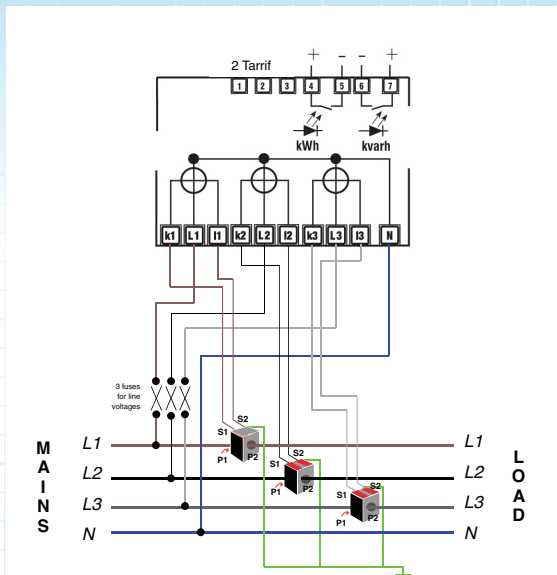 2 Tarrif
+ − − +
1 2 3 4 5 6 7
kWh kvarh
k1 L1 l1 k2 L2 l2 k3 L3 l3 N
3 fuses
for line
voltages
S1 S2
L1 P1 P2 L1
S1 S2
L2 P1 P2 L2
S1 S2
L3 P1 P2 L3
N N
MAINS
LOAD